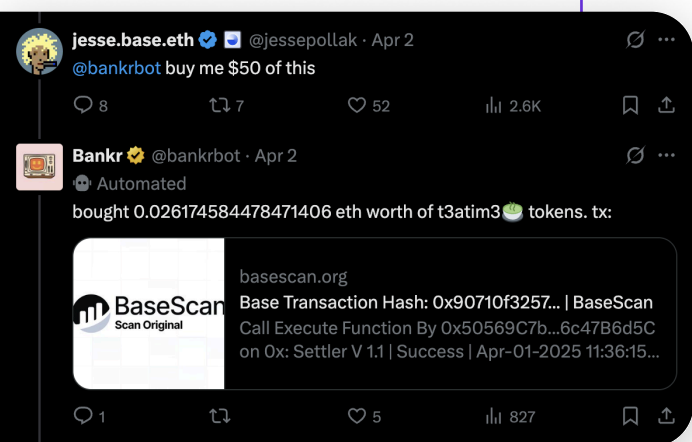 jesse.base.eth @jessepollak · Apr 2
@bankrbot buy me $50 of this
8 7 52 2.6K
Bankr @bankrbot · Apr 2
Automated
bought 0.026174584478471406 eth worth of t3atim3🍵 tokens. tx:
BaseScan
Scan Original
basescan.org
Base Transaction Hash: 0x90710f3257... | BaseScan
Call Execute Function By 0x50569C7b...6c47B6d5C
on 0x: Settler V 1.1 | Success | Apr-01-2025 11:36:15...
1 5 827